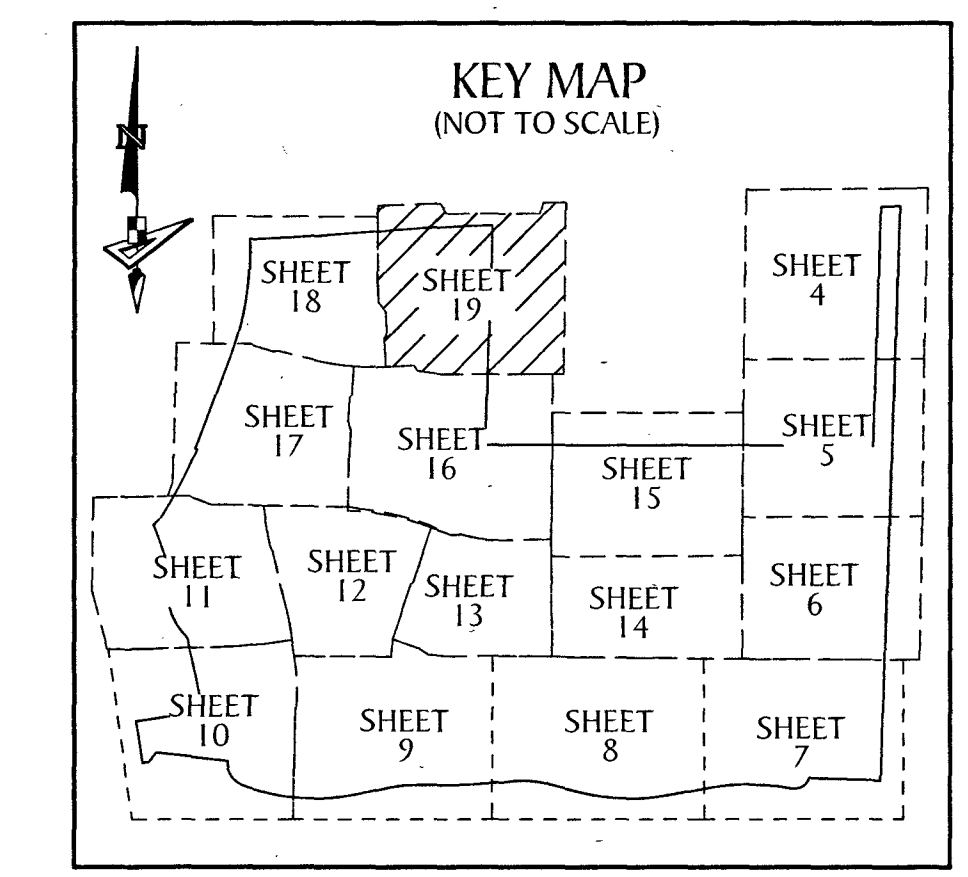 KEY MAP
(NOT TO SCALE)
N
SHEET
4
SHEET
18
SHEET
19
SHEET
17
SHEET
16
SHEET
5
SHEET
15
SHEET
11
SHEET
12
SHEET
13
SHEET
14
SHEET
6
SHEET
10
SHEET
9
SHEET
8
SHEET
7